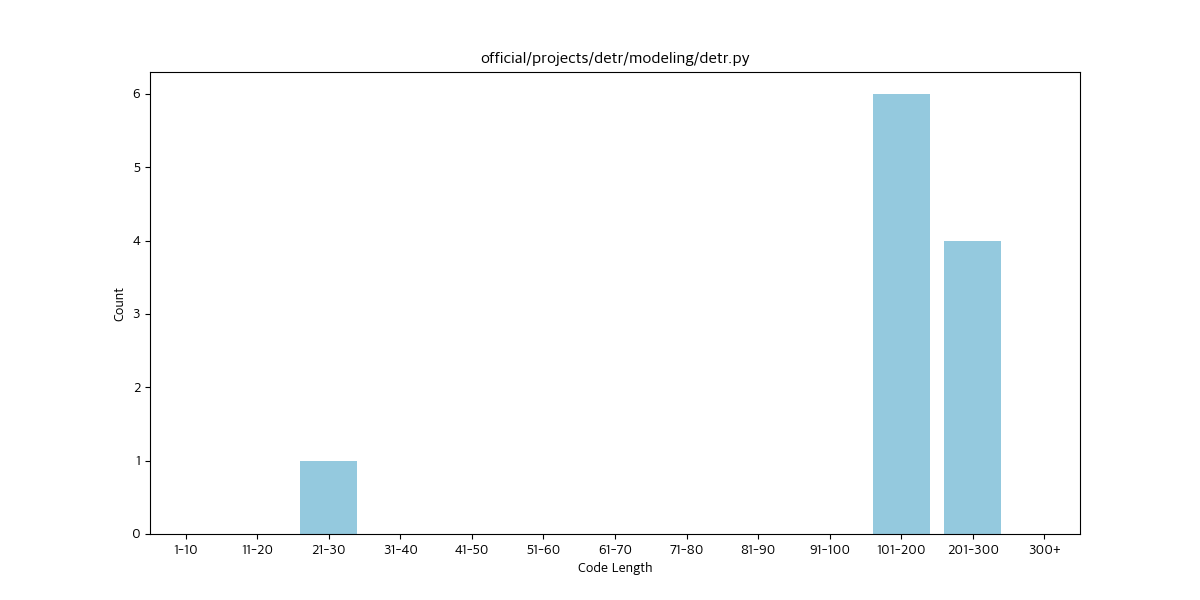 official/projects/detr/modeling/detr.py
6
5
4
3
2
1
0
Count
1-10 11-20 21-30 31-40 41-50 51-60 61-70 71-80 81-90 91-100 101-200 201-300 300+
Code Length